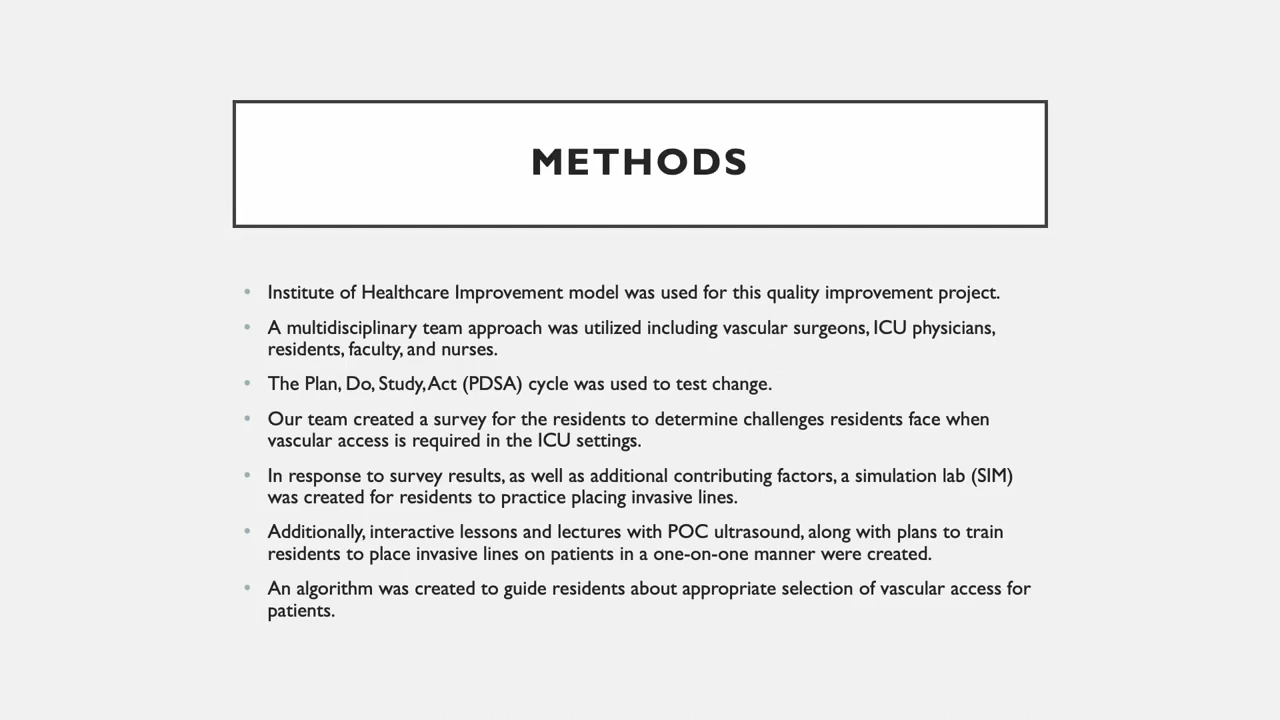 METHODS
• Institute of Healthcare Improvement model was used for this quality improvement project.
• A multidisciplinary team approach was utilized including vascular surgeons, ICU physicians,
residents, faculty, and nurses.
• The Plan, Do, Study, Act (PDSA) cycle was used to test change.
• Our team created a survey for the residents to determine challenges residents face when
vascular access is required in the ICU settings.
• In response to survey results, as well as additional contributing factors, a simulation lab (SIM)
was created for residents to practice placing invasive lines.
• Additionally, interactive lessons and lectures with POC ultrasound, along with plans to train
residents to place invasive lines on patients in a one-on-one manner were created.
• An algorithm was created to guide residents about appropriate selection of vascular access for
patients.